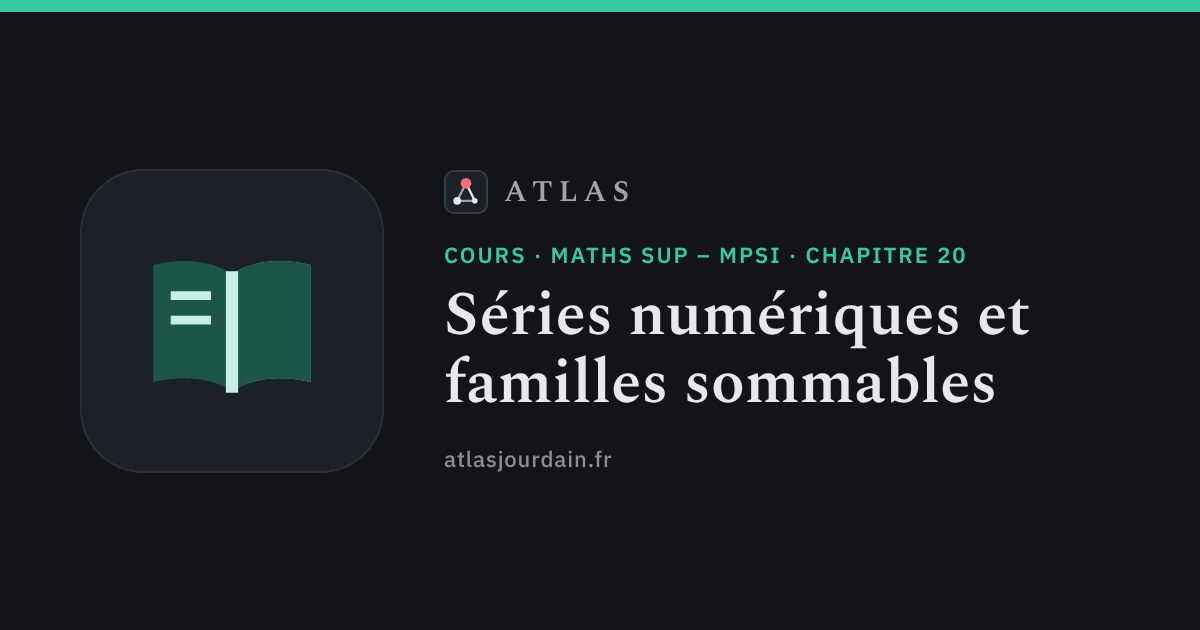 ATLAS
COURS · MATHS SUP – MPSI · CHAPITRE 20
Séries numériques et
familles sommables
atlasjourdain.fr